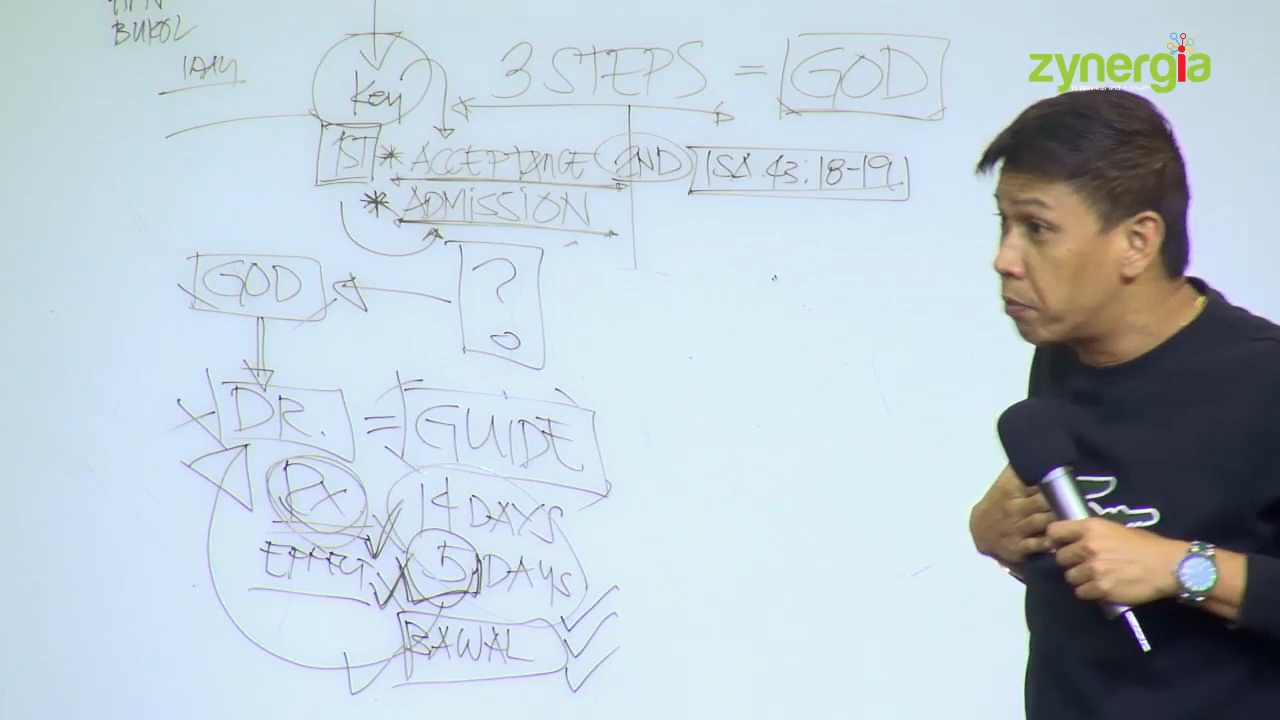 BUKOL
3 STEPS = GOD
Key
1ST * ACCEPTANCE 2ND ISA. 43:18-19
* ADMISSION
GOD ?
DR. = GUIDE
RX 14 DAYS
EFFECT 5 DAYS
BAWAL
zynergia